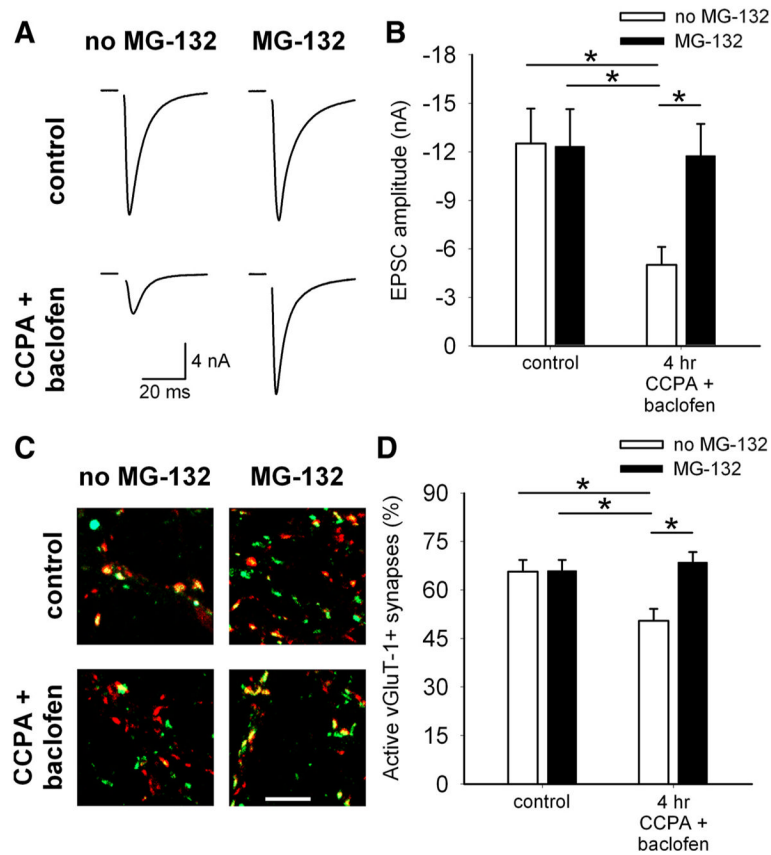 A
no MG-132 MG-132
control
CCPA +
baclofen
4 nA
20 ms
B
no MG-132
MG-132
EPSC amplitude (nA)
-18
-15
-12
-9
-6
-3
0
* * *
control
4 hr
CCPA +
baclofen
C
no MG-132 MG-132
control
CCPA +
baclofen
D
no MG-132
MG-132
Active vGluT-1+ synapses (%)
90
75
60
45
30
15
0
* * *
control
4 hr
CCPA +
baclofen